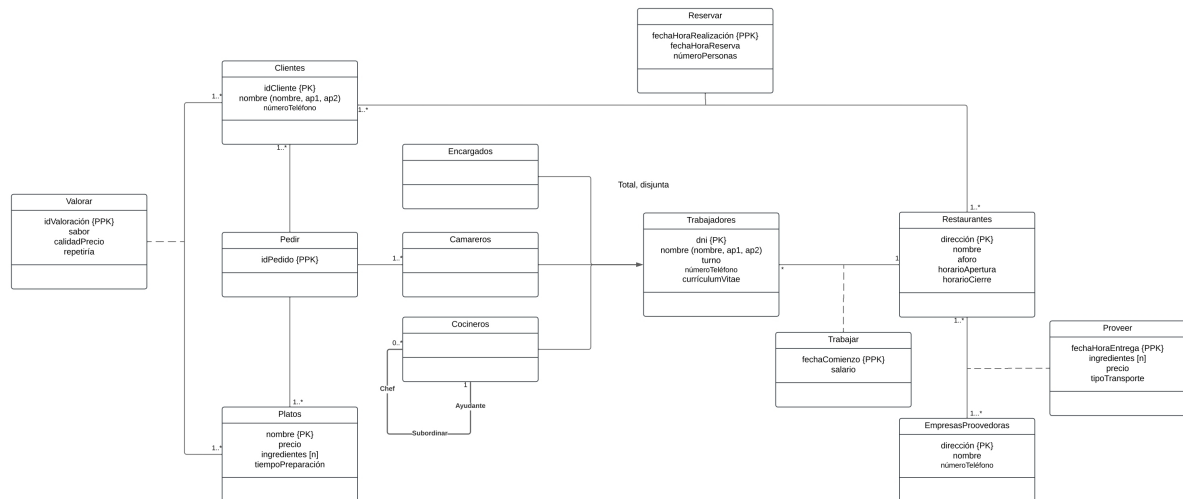 Reservar
fechaHoraRealización {PPK}
fechaHoraReserva
númeroPersonas
Clientes
idCliente {PK}
nombre (nombre, ap1, ap2)
númeroTeléfono
1..*
1..*
1..*
Encargados
Total, disjunta
Valorar
idValoración {PPK}
sabor
calidadPrecio
repetiría
Pedir
idPedido {PPK}
1..*
Camareros
Trabajadores
dni {PK}
nombre (nombre, ap1, ap2)
turno
númeroTeléfono
currículumVitae
*
1
1..*
Restaurantes
dirección {PK}
nombre
aforo
horarioApertura
horarioCierre
1..*
Cocineros
0..*
1
Chef
Ayudante
Subordinar
Trabajar
fechaComienzo {PPK}
salario
Proveer
fechaHoraEntrega {PPK}
ingredientes [n]
precio
tipoTransporte
1..*
1..*
Platos
nombre {PK}
precio
ingredientes [n]
tiempoPreparación
1...*
EmpresasProovedoras
dirección {PK}
nombre
númeroTeléfono